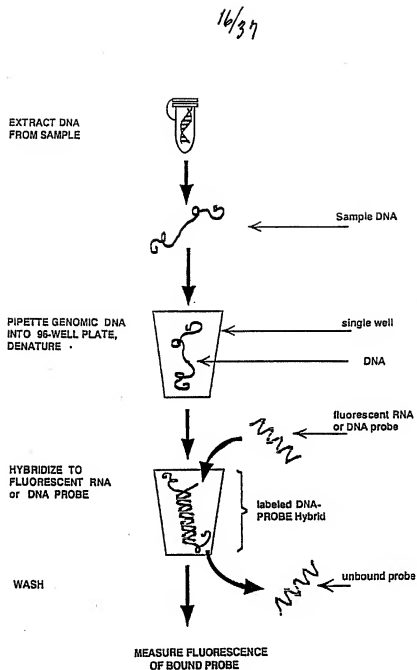 16/37
EXTRACT DNA
FROM SAMPLE
Sample DNA
PIPETTE GENOMIC DNA
INTO 96-WELL PLATE,
DENATURE
single well
DNA
fluorescent RNA
or DNA probe
HYBRIDIZE TO
FLUORESCENT RNA
or DNA PROBE
labeled DNA-
PROBE Hybrid
WASH
unbound probe
MEASURE FLUORESCENCE
OF BOUND PROBE